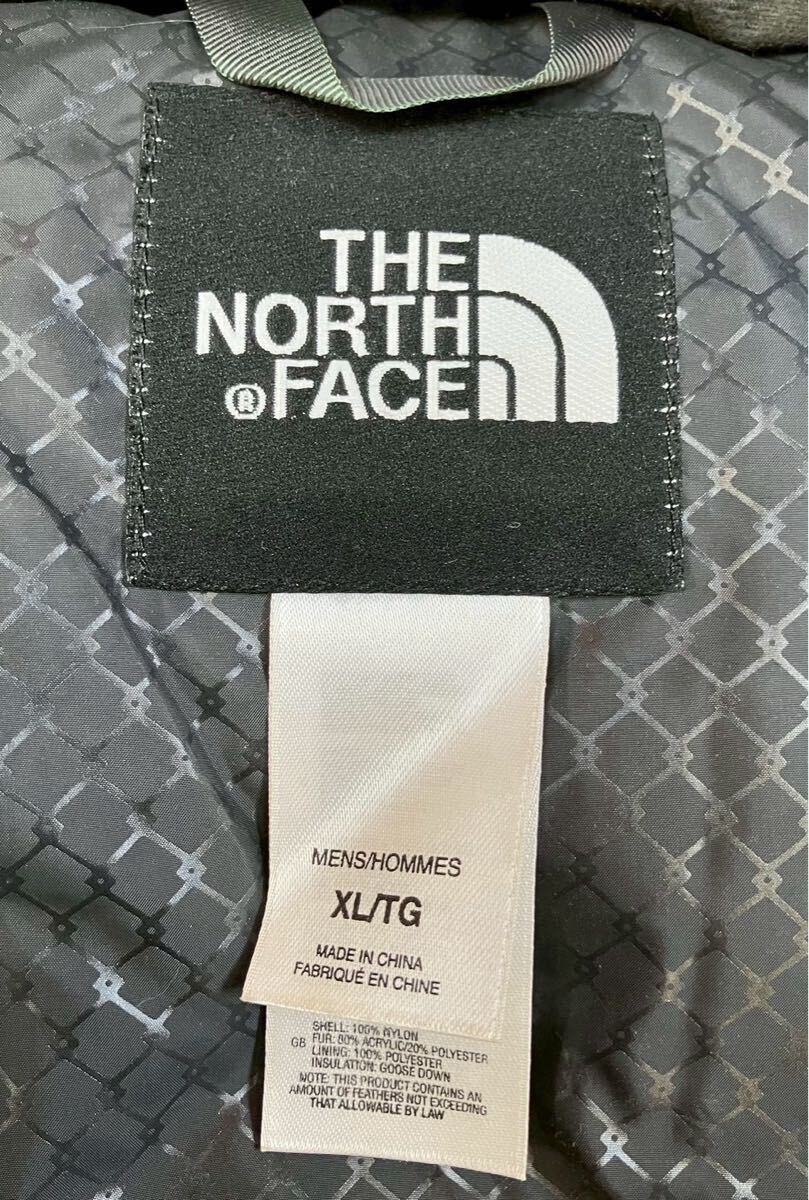 THE
NORTH
®FACE
MENS/HOMMES
XL/TG
MADE IN CHINA
FABRIQUÉ EN CHINE
SHELL: 100% NYLON
GB FUR: 80% ACRYLIC/20% POLYESTER
LINING: 100% POLYESTER
INSULATION: GOOSE DOWN
NOTE: THIS PRODUCT CONTAINS AN
AMOUNT OF FEATHERS NOT EXCEEDING
THAT ALLOWABLE BY LAW